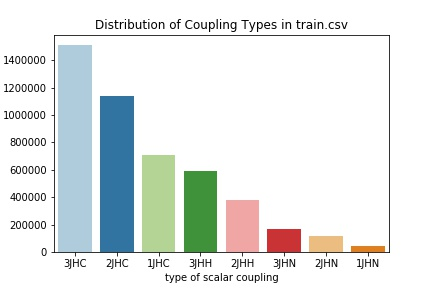 Distribution of Coupling Types in train.csv
1400000
1200000
1000000
800000
600000
400000
200000
0
3JHC 2JHC 1JHC 3JHH 2JHH 3JHN 2JHN 1JHN
type of scalar coupling